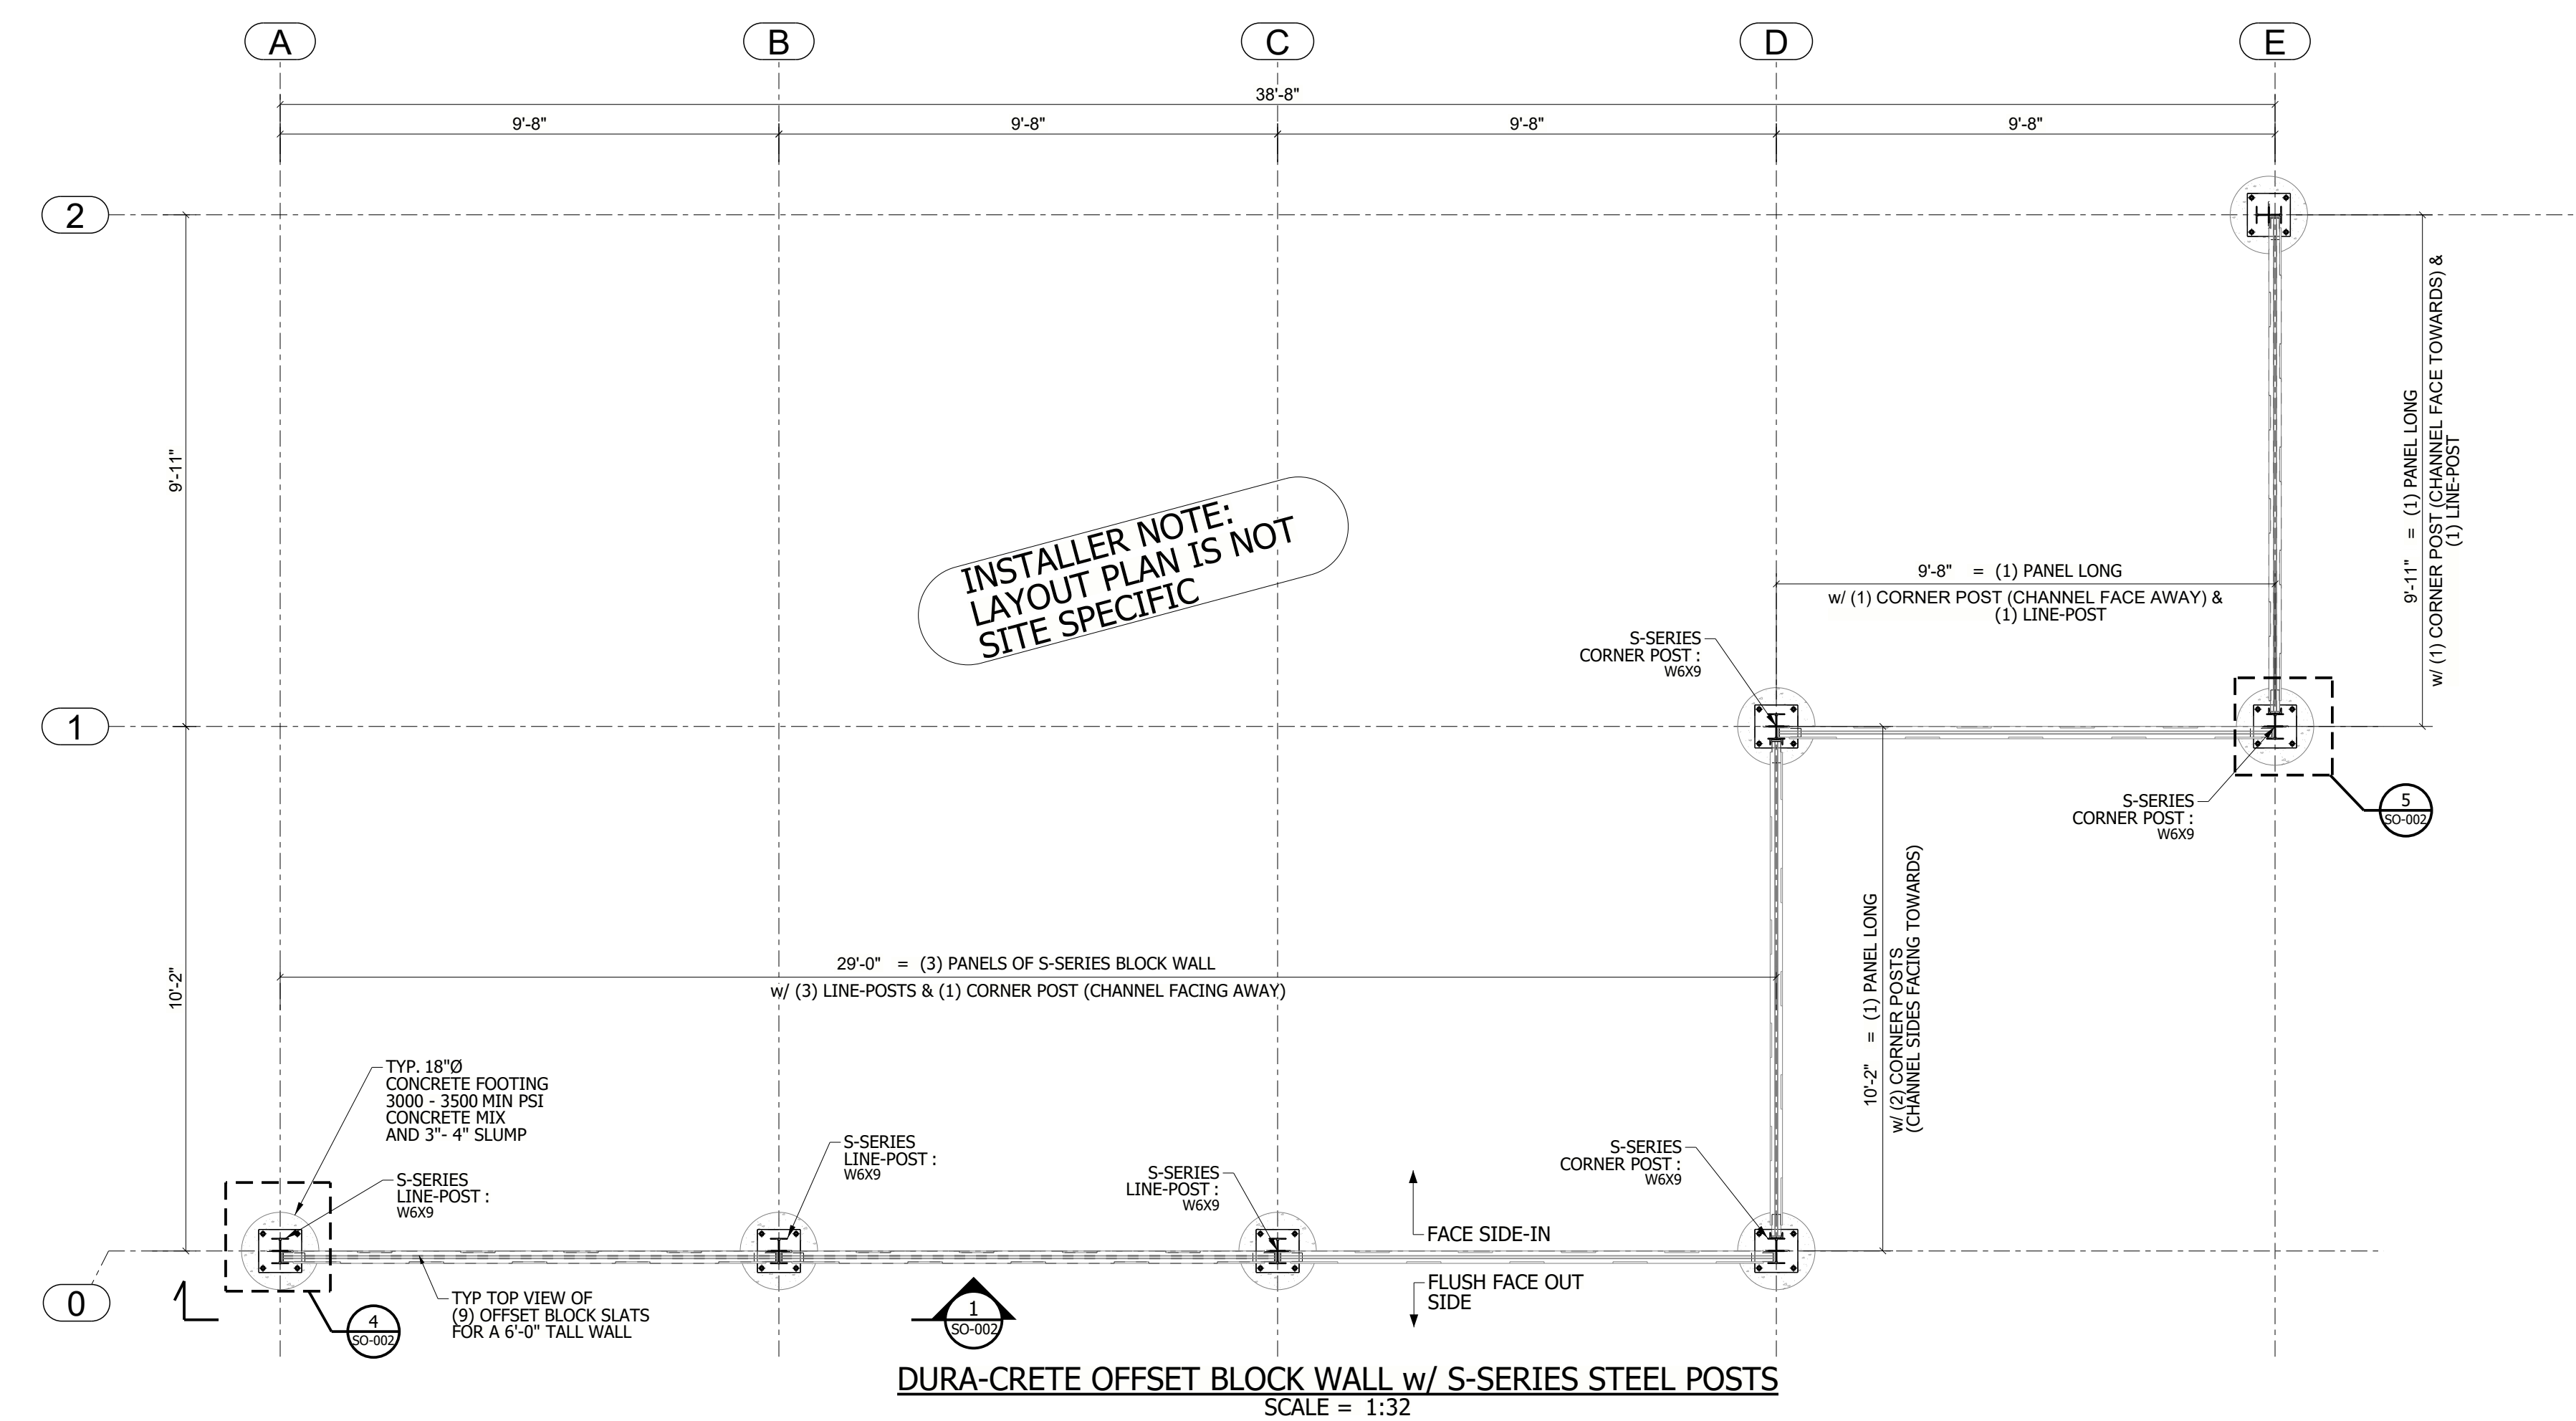 A
B
C
D
E
38'-8"
9'-8"
9'-8"
9'-8"
9'-8"
2
9'-11"
INSTALLER NOTE:
LAYOUT PLAN IS NOT
SITE SPECIFIC
9'-11" = (1) PANEL LONG
w/ (1) CORNER POST (CHANNEL FACE TOWARDS) &
(1) LINE-POST
9'-8" = (1) PANEL LONG
w/ (1) CORNER POST (CHANNEL FACE AWAY) &
(1) LINE-POST
S-SERIES
CORNER POST :
W6X9
1
S-SERIES
CORNER POST :
W6X9
5
SO-002
10'-2"
29'-0" = (3) PANELS OF S-SERIES BLOCK WALL
w/ (3) LINE-POSTS & (1) CORNER POST (CHANNEL FACING AWAY)
10'-2" = (1) PANEL LONG
w/ (2) CORNER POSTS
(CHANNEL SIDES FACING TOWARDS)
TYP. 18"Ø
CONCRETE FOOTING
3000 - 3500 MIN PSI
CONCRETE MIX
AND 3"- 4" SLUMP
S-SERIES
LINE-POST :
W6X9
S-SERIES
LINE-POST :
W6X9
S-SERIES
LINE-POST :
W6X9
S-SERIES
CORNER POST :
W6X9
FACE SIDE-IN
FLUSH FACE OUT
SIDE
0
TYP TOP VIEW OF
(9) OFFSET BLOCK SLATS
FOR A 6'-0" TALL WALL
4
SO-002
1
SO-002
DURA-CRETE OFFSET BLOCK WALL w/ S-SERIES STEEL POSTS
SCALE = 1:32